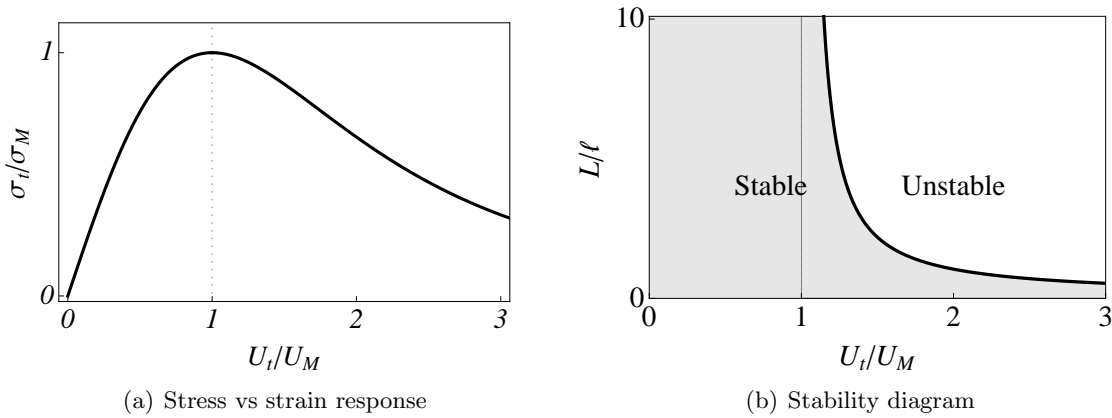 1
0
σ_t/σ_M
0 1 2 3
U_t/U_M
(a) Stress vs strain response
10
0
L/ℓ
Stable Unstable
0 1 2 3
U_t/U_M
(b) Stability diagram